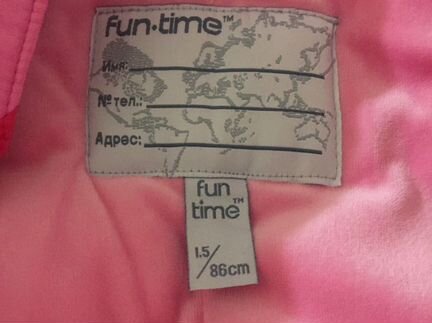 fun·time™
Имя:
№ тел.:
Адрес:
fun
time™
1.5/
86cm